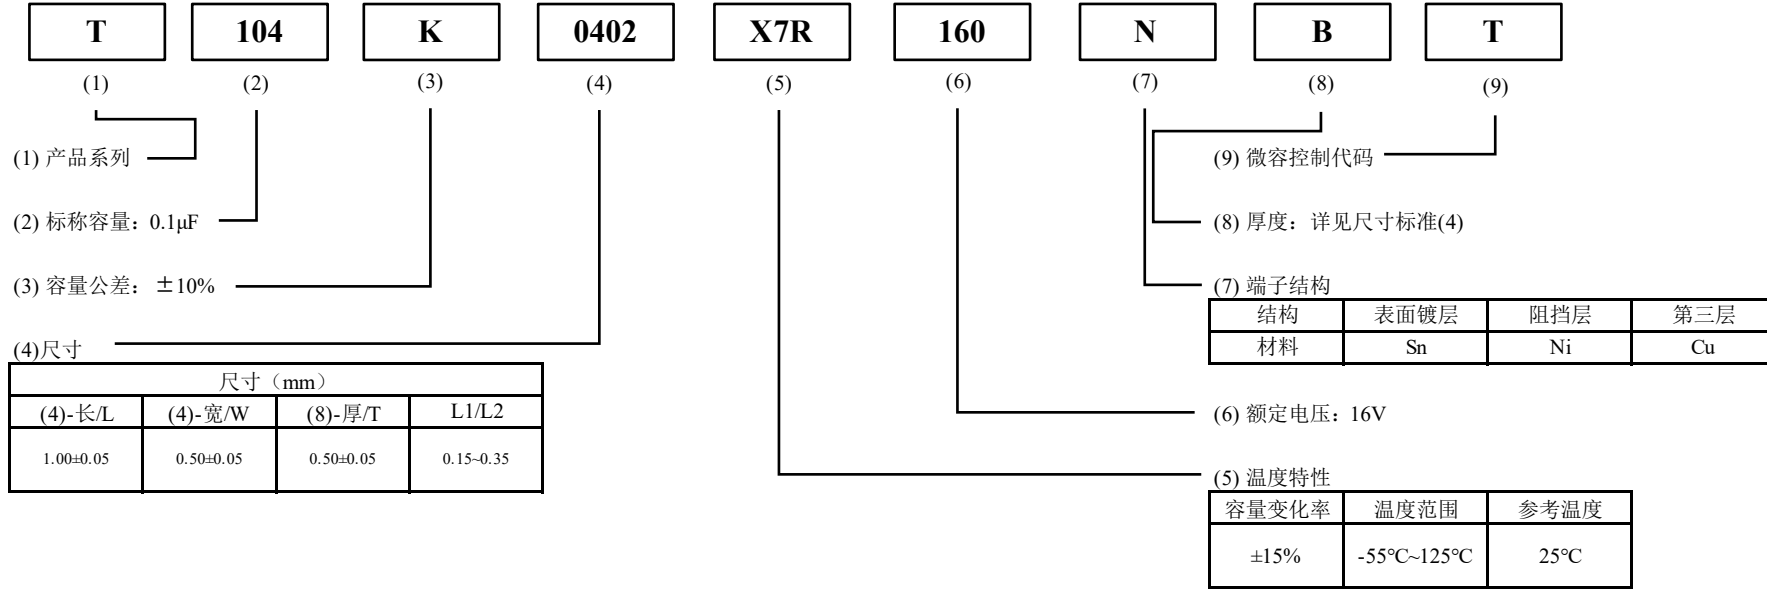 T 104 K 0402 X7R 160 N B T
(1) (2) (3) (4) (5) (6) (7) (8) (9)
(1) 产品系列
(9) 微容控制代码
(2) 标称容量：0.1μF
(8) 厚度：详见尺寸标准(4)
(3) 容量公差：±10%
(7) 端子结构
结构 表面镀层 阻挡层 第三层
材料 Sn Ni Cu
(4)尺寸
尺寸（mm）
(4)-长/L (4)-宽/W (8)-厚/T L1/L2
1.00±0.05 0.50±0.05 0.50±0.05 0.15~0.35
(6) 额定电压：16V
(5) 温度特性
容量变化率 温度范围 参考温度
±15% -55℃~125℃ 25℃